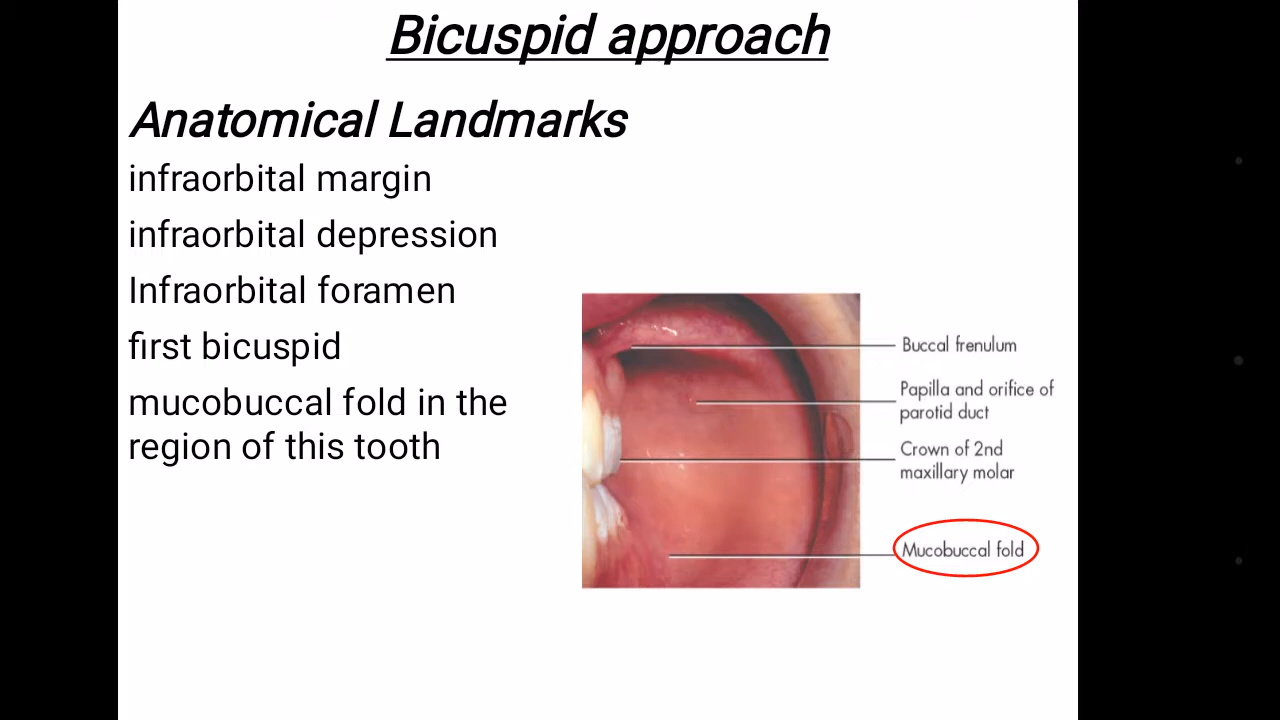 Bicuspid approach
Anatomical Landmarks
infraorbital margin
infraorbital depression
Infraorbital foramen
first bicuspid
mucobuccal fold in the
region of this tooth
Buccal frenulum
Papilla and orifice of
parotid duct
Crown of 2nd
maxillary molar
Mucobuccal fold